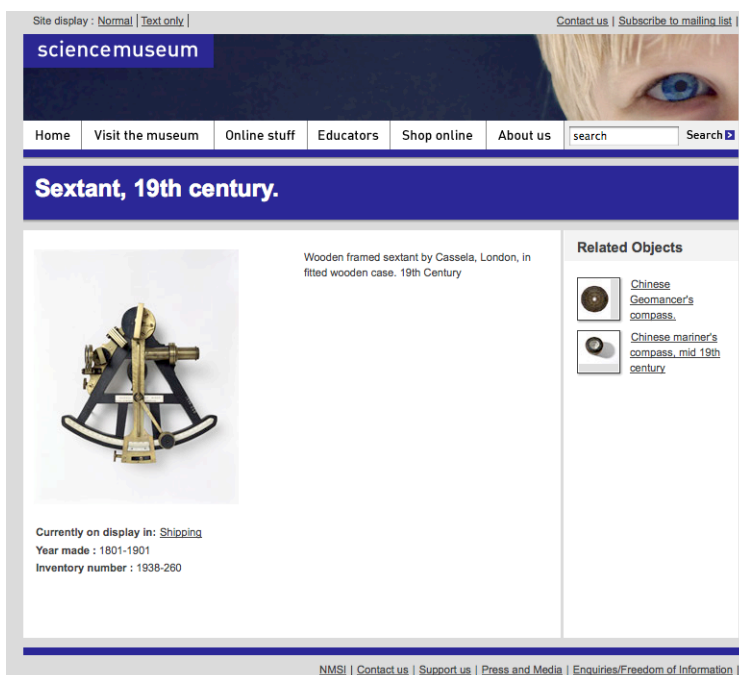 Site display : Normal | Text only |
Contact us | Subscribe to mailing list |
sciencemuseum
Home Visit the museum Online stuff Educators Shop online About us search Search
Sextant, 19th century.
Wooden framed sextant by Cassela, London, in
fitted wooden case. 19th Century
Currently on display in: Shipping
Year made : 1801-1901
Inventory number : 1938-260
Related Objects
Chinese
Geomancer's
compass.
Chinese mariner's
compass, mid 19th
century
NMSI | Contact us | Support us | Press and Media | Enquiries/Freedom of Information |